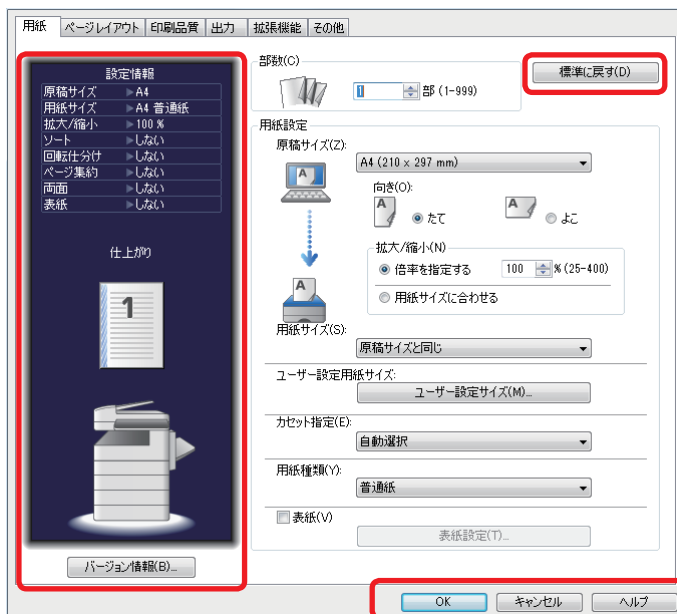 用紙 ページレイアウト 印刷品質 出力 拡張機能 その他
設定情報
原稿サイズ ▶A4
用紙サイズ ▶A4 普通紙
拡大/縮小 ▶100 %
ソート ▶しない
回転仕分け ▶しない
ページ集約 ▶しない
両面 ▶しない
表紙 ▶しない
仕上がり
1
バージョン情報(B)...
部数(C)
1 部 (1-999)
標準に戻す(D)
用紙設定
原稿サイズ(Z):
A4 (210 x 297 mm)
A
向き(O):
A たて A よこ
拡大/縮小(N)
倍率を指定する 100 % (25-400)
用紙サイズに合わせる
A
用紙サイズ(S):
原稿サイズと同じ
ユーザー設定用紙サイズ:
ユーザー設定サイズ(M)...
カセット指定(E):
自動選択
用紙種類(Y):
普通紙
表紙(V)
表紙設定(T)...
OK キャンセル ヘルプ